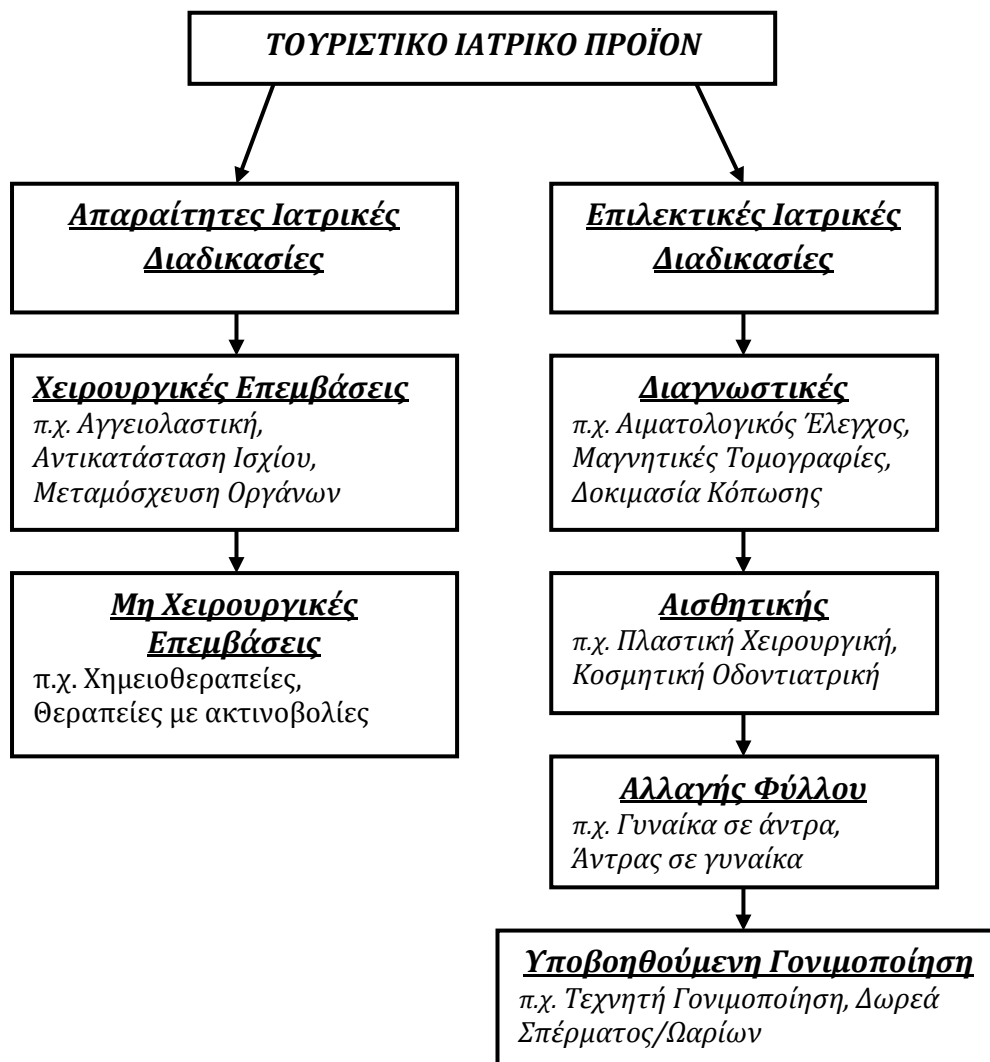 ΤΟΥΡΙΣΤΙΚΟ ΙΑΤΡΙΚΟ ΠΡΟΪΟΝ
Απαραίτητες Ιατρικές
Διαδικασίες
Χειρουργικές Επεμβάσεις
π.χ. Αγγειολαστική,
Αντικατάσταση Ισχίου,
Μεταμόσχευση Οργάνων
Μη Χειρουργικές
Επεμβάσεις
π.χ. Χημειοθεραπείες,
Θεραπείες με ακτινοβολίες
Επιλεκτικές Ιατρικές
Διαδικασίες
Διαγνωστικές
π.χ. Αιματολογικός Έλεγχος,
Μαγνητικές Τομογραφίες,
Δοκιμασία Κόπωσης
Αισθητικής
π.χ. Πλαστική Χειρουργική,
Κοσμητική Οδοντιατρική
Αλλαγής Φύλλου
π.χ. Γυναίκα σε άντρα,
Άντρας σε γυναίκα
Υποβοηθούμενη Γονιμοποίηση
π.χ. Τεχνητή Γονιμοποίηση, Δωρεά
Σπέρματος/Ωαρίων